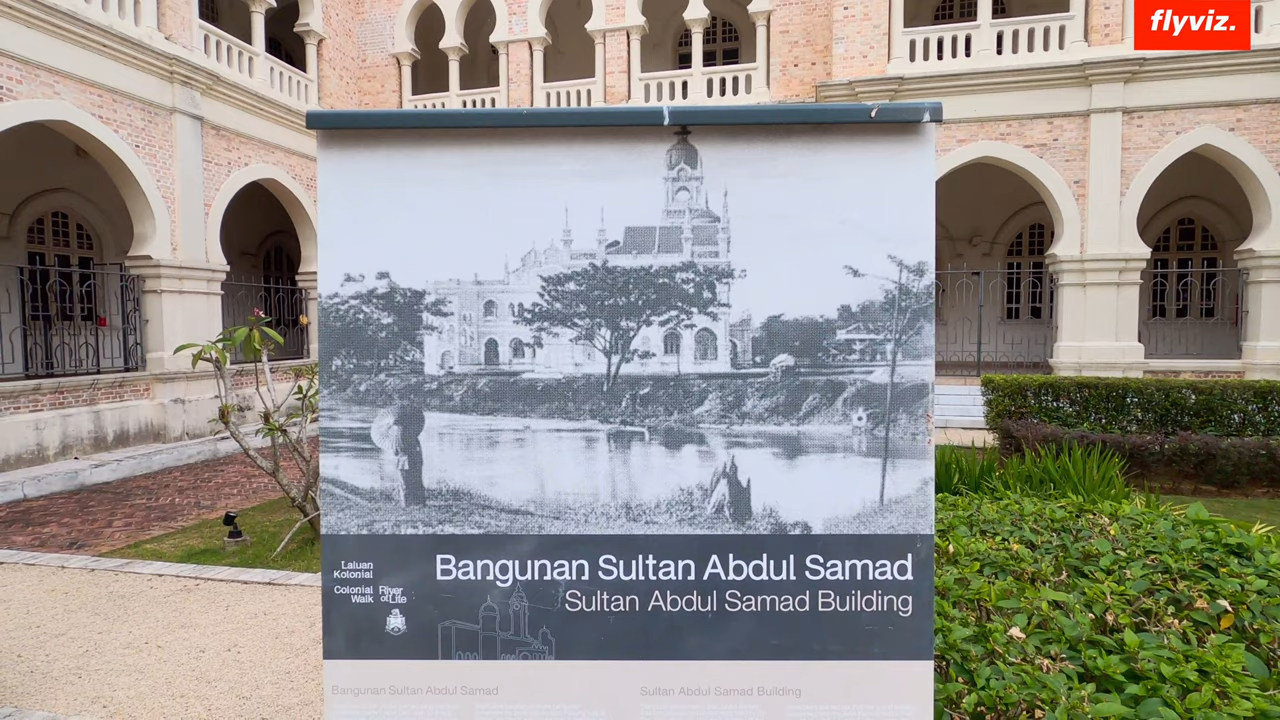 flyviz.
Bangunan Sultan Abdul Samad
Sultan Abdul Samad Building
Laluan
Kolonial
Colonial
Walk
River
of Life
Bangunan Sultan Abdul Samad
Sultan Abdul Samad Building